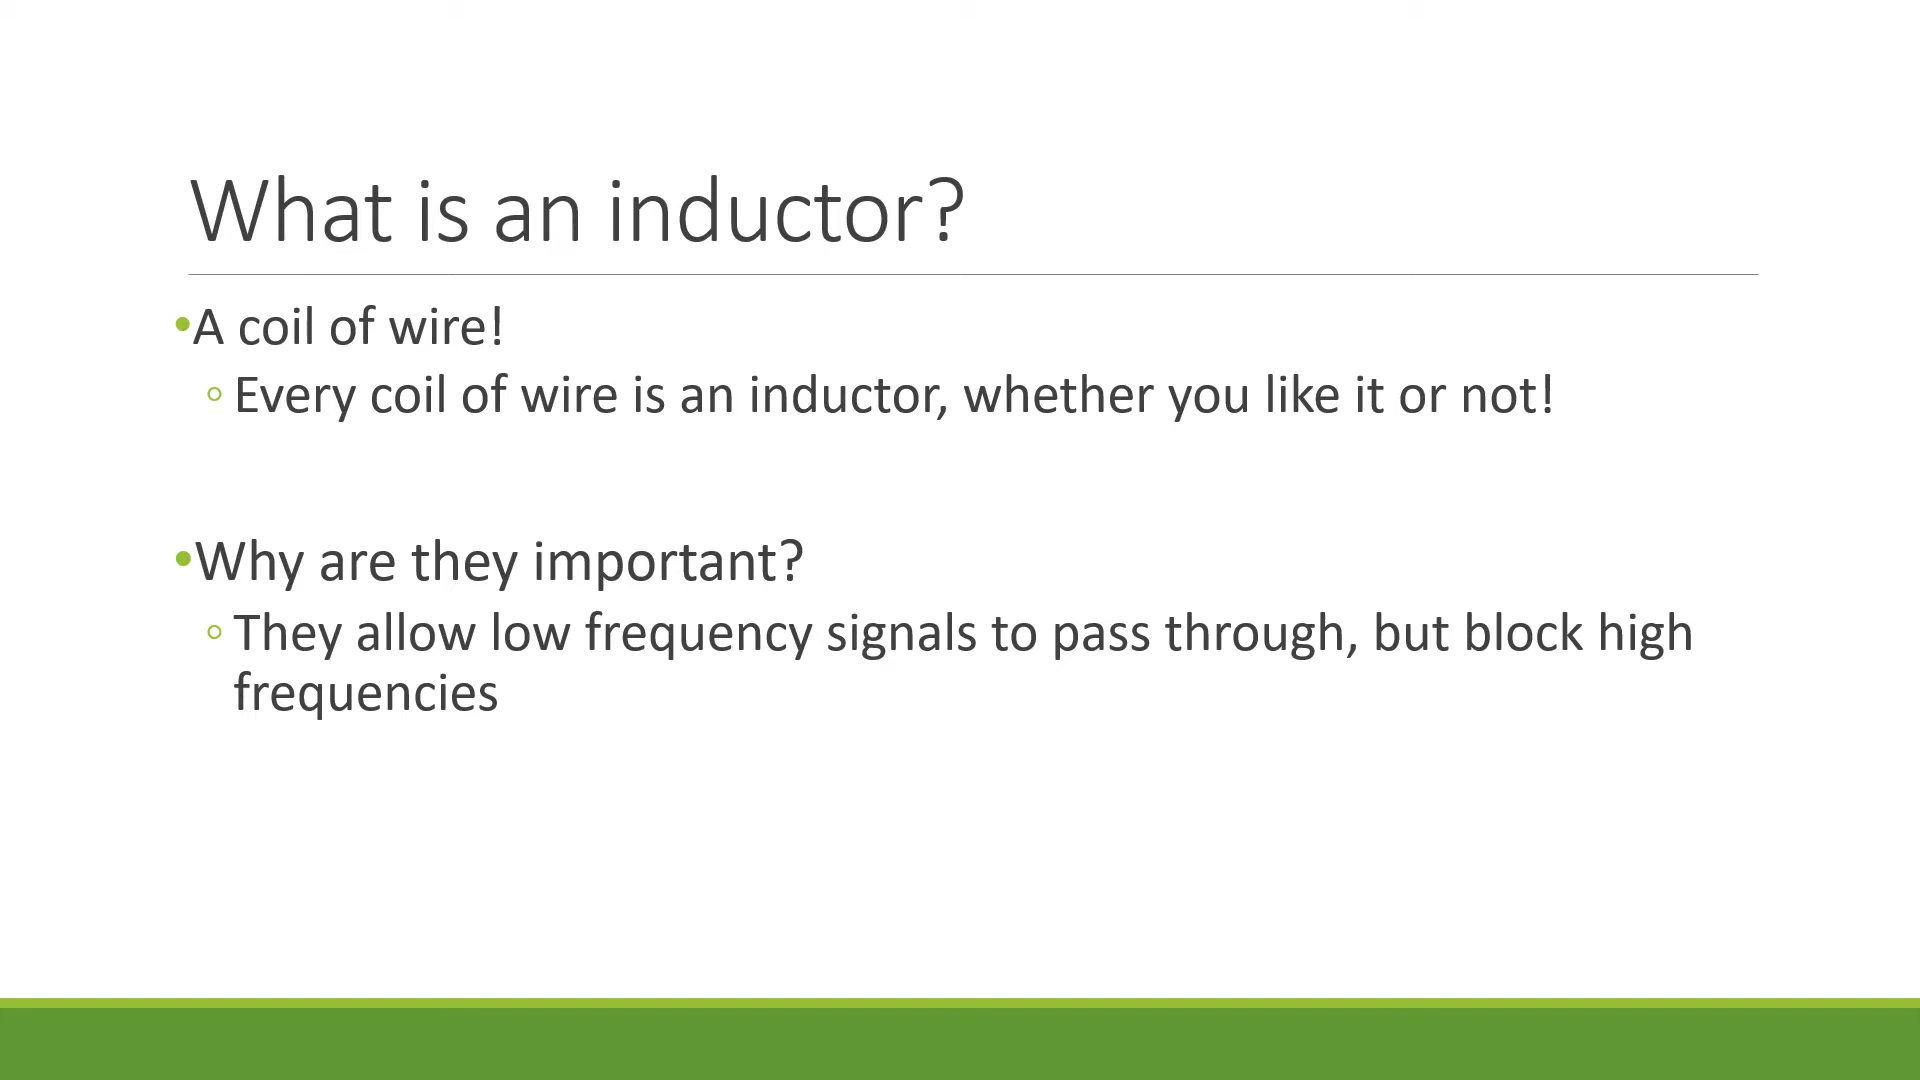 What is an inductor?
•A coil of wire!
◦Every coil of wire is an inductor, whether you like it or not!
•Why are they important?
◦They allow low frequency signals to pass through, but block high
frequencies